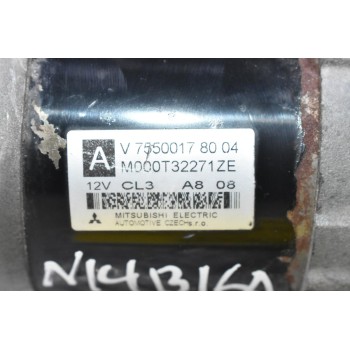 A V 7550017 80 04
M000T32271ZE
12V CL3 A8 08
MITSUBISHI ELECTRIC
AUTOMOTIVE CZECH s.r.o.
N14B16A